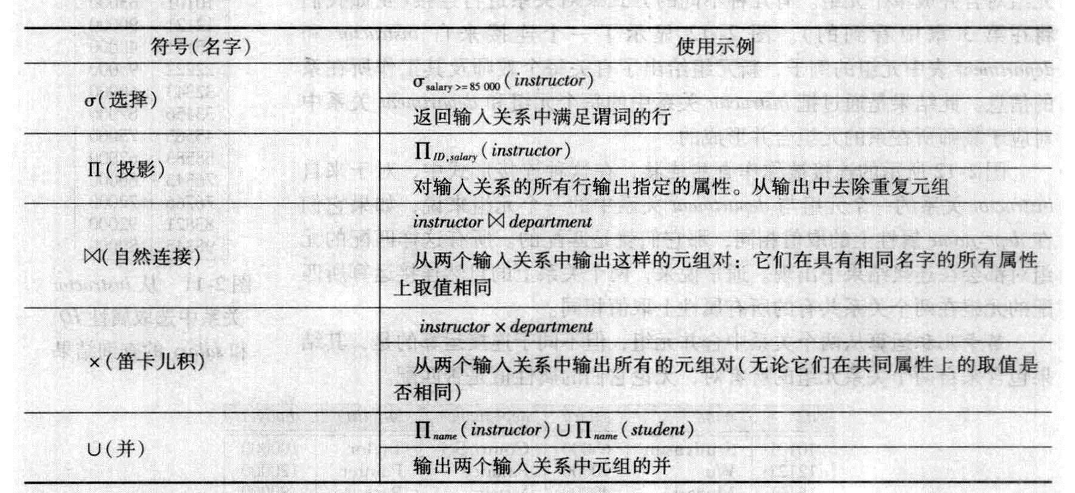 符号(名字) 使用示例
σ(选择)
σ salary >= 85 000 (instructor)
返回输入关系中满足谓词的行
Π(投影)
∏ ID,salary (instructor)
对输入关系的所有行输出指定的属性。从输出中去除重复元组
⋈(自然连接)
instructor ⋈ department
从两个输入关系中输出这样的元组对：它们在具有相同名字的所有属性
上取值相同
×(笛卡儿积)
instructor × department
从两个输入关系中输出所有的元组对(无论它们在共同属性上的取值是
否相同)
∪(并)
∏ name (instructor) ∪ ∏ name (student)
输出两个输入关系中元组的并